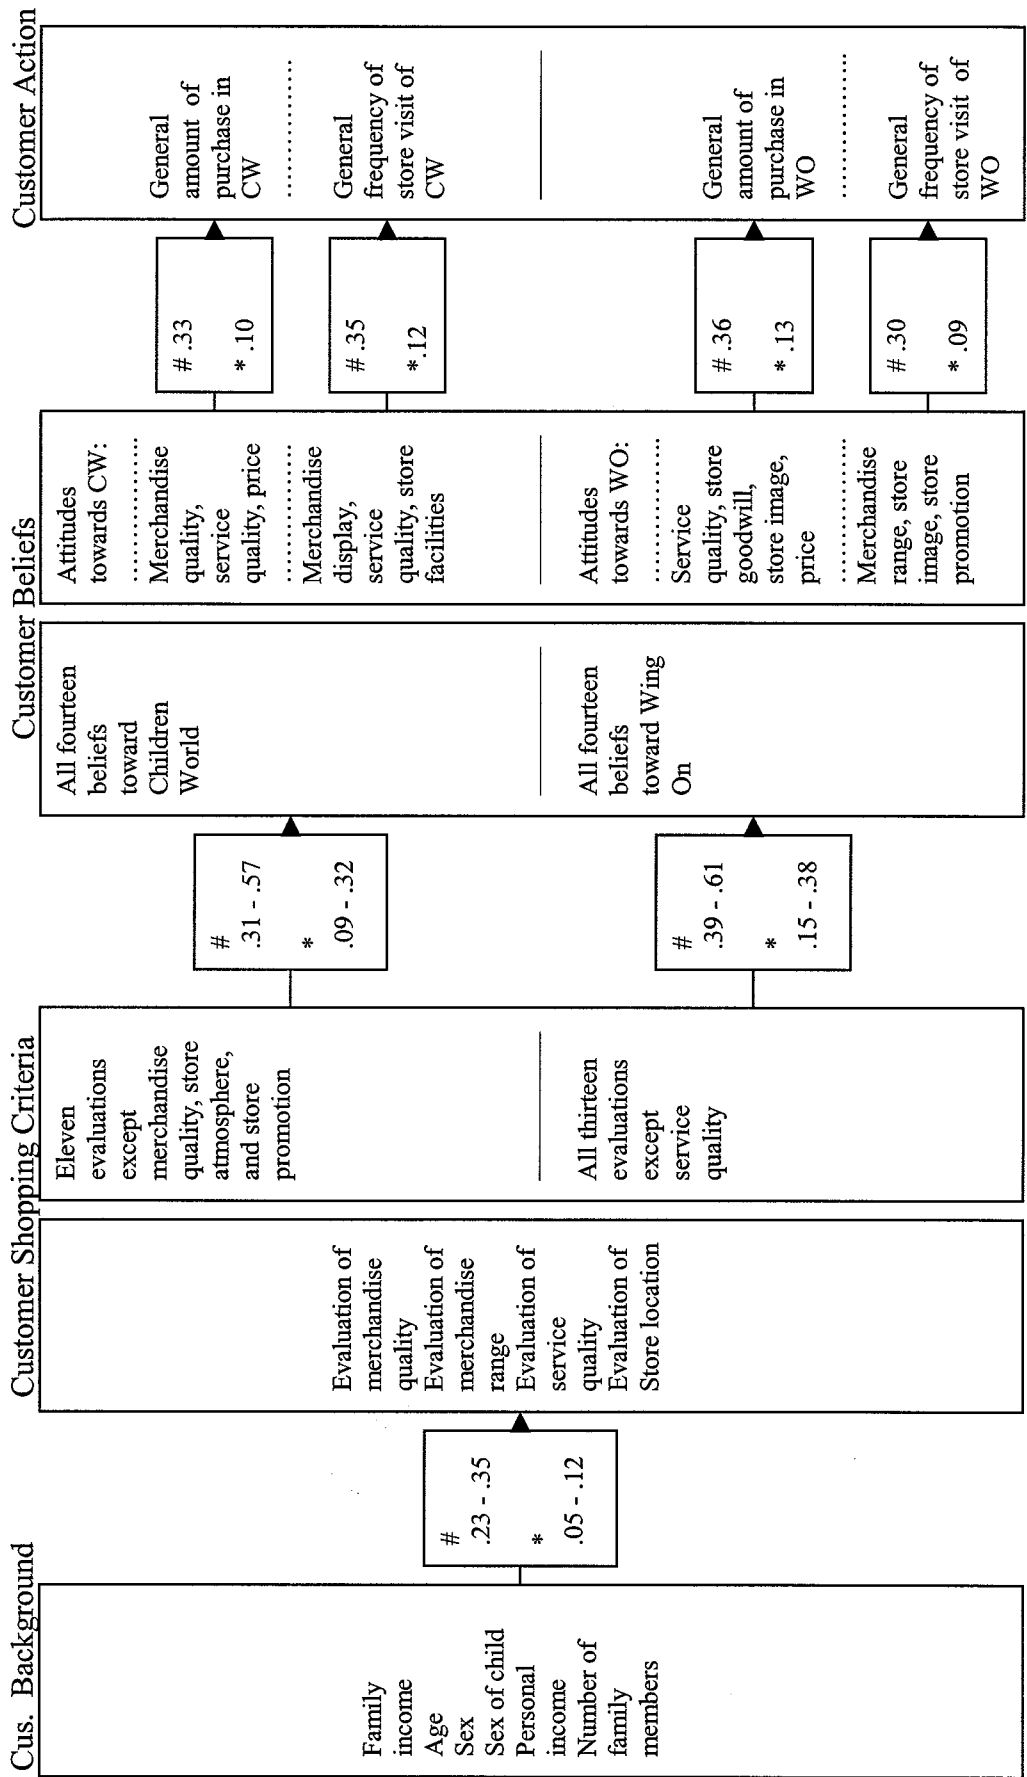 Cus. Background
Customer Shopping Criteria
Customer Beliefs
Customer Action
Family
income
Age
Sex
Sex of child
Personal
income
Number of
family
members
#
.23 - .35
*
.05 - .12
Evaluation of
merchandise
quality
Evaluation of
merchandise
range
Evaluation of
service
quality
Evaluation of
Store location
Eleven
evaluations
except
merchandise
quality, store
atmosphere,
and store
promotion
All thirteen
evaluations
except
service
quality
#
.31 - .57
*
.09 - .32
#
.39 - .61
*
.15 - .38
All fourteen
beliefs
toward
Children
World
All fourteen
beliefs
toward Wing
On
Attitudes
towards CW:
Merchandise
quality,
service
quality, price
Merchandise
display,
service
quality, store
facilities
Attitudes
towards WO:
Service
quality, store
goodwill,
store image,
price
Merchandise
range, store
image, store
promotion
# .33
* .10
# .35
*.12
# .36
* .13
# .30
* .09
General
amount of
purchase in
CW
General
frequency of
store visit of
CW
General
amount of
purchase in
WO
General
frequency of
store visit of
WO